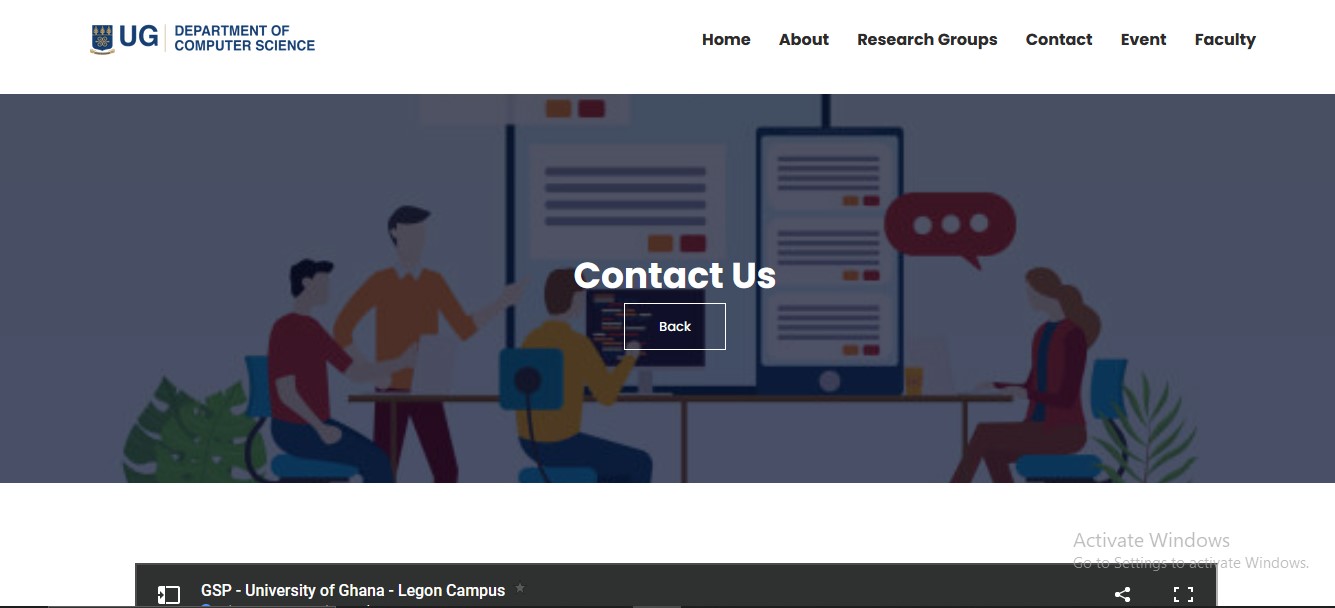 UG
DEPARTMENT OF
COMPUTER SCIENCE
Home About Research Groups Contact Event Faculty
Contact Us
Back
Activate Windows
Go to Settings to activate Windows.
GSP - University of Ghana - Legon Campus